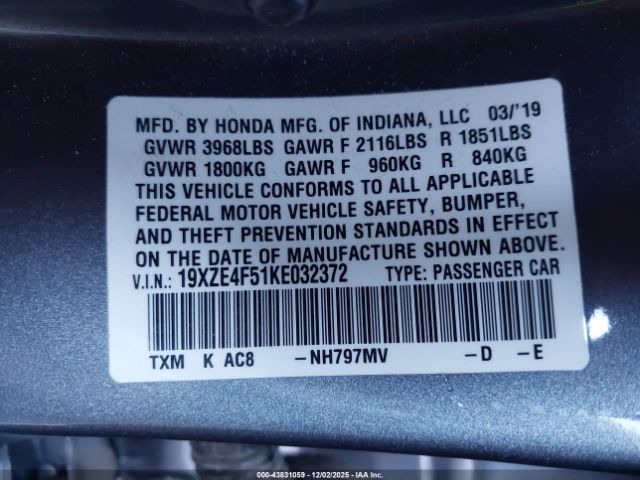 MFD. BY HONDA MFG. OF INDIANA, LLC 03/'19
GVWR 3968LBS GAWR F 2116LBS R 1851LBS
GVWR 1800KG GAWR F 960KG R 840KG
THIS VEHICLE CONFORMS TO ALL APPLICABLE
FEDERAL MOTOR VEHICLE SAFETY, BUMPER,
AND THEFT PREVENTION STANDARDS IN EFFECT
ON THE DATE OF MANUFACTURE SHOWN ABOVE.
V.I.N.: 19XZE4F51KE032372 TYPE: PASSENGER CAR
TXM K AC8 –NH797MV –D –E
000-43831059 - 12/02/2025 - IAA Inc.